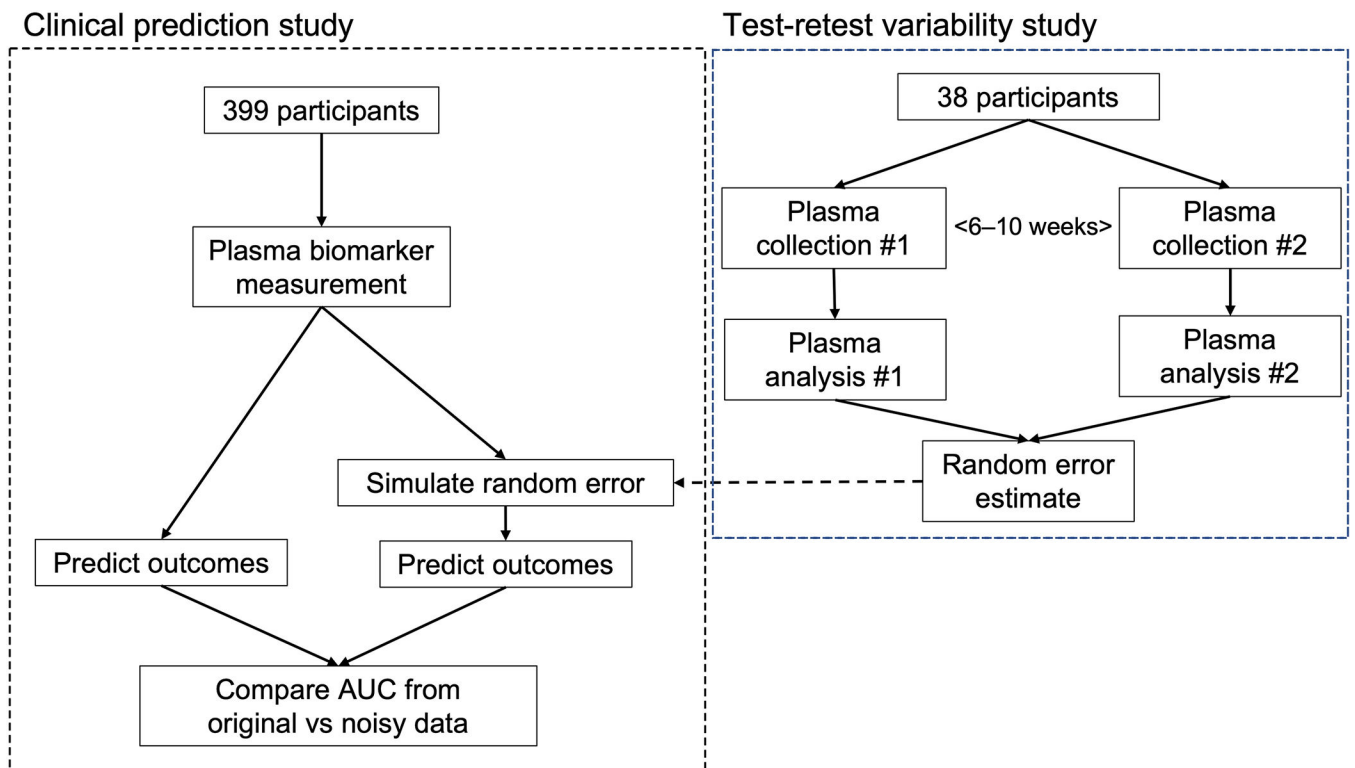 Clinical prediction study
399 participants
Plasma biomarker
measurement
Simulate random error
Predict outcomes
Predict outcomes
Compare AUC from
original vs noisy data
Test-retest variability study
38 participants
Plasma
collection #1
<6–10 weeks>
Plasma
collection #2
Plasma
analysis #1
Plasma
analysis #2
Random error
estimate